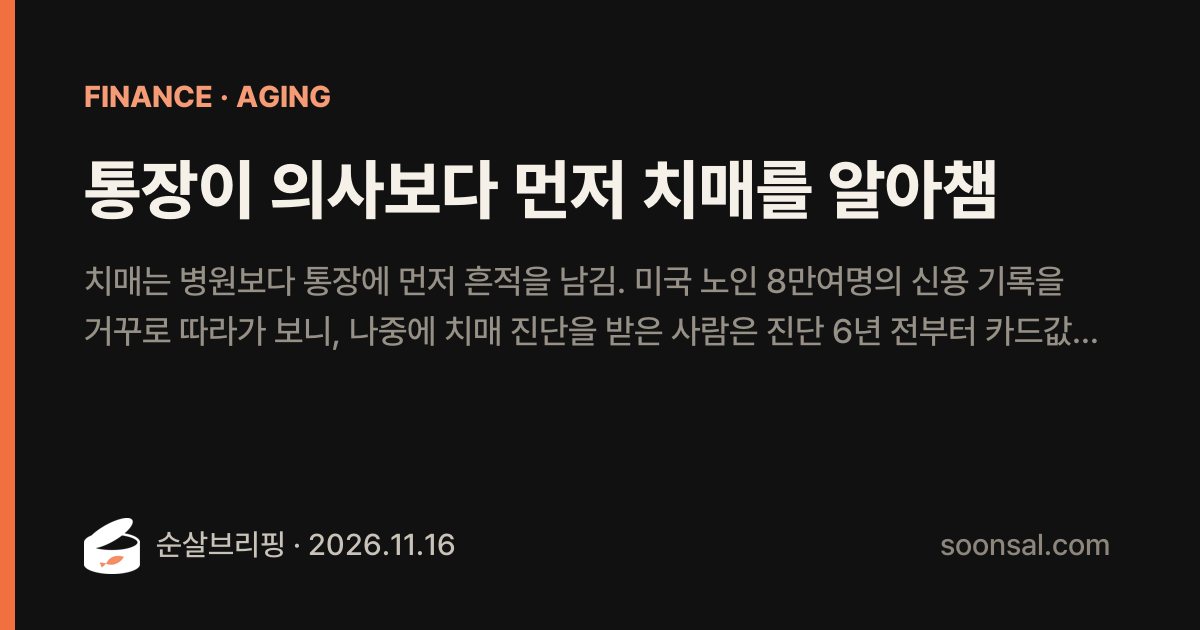 FINANCE · AGING
통장이 의사보다 먼저 치매를 알아챔
치매는 병원보다 통장에 먼저 흔적을 남김. 미국 노인 8만여명의 신용 기록을
거꾸로 따라가 보니, 나중에 치매 진단을 받은 사람은 진단 6년 전부터 카드값...
순살브리핑 · 2026.11.16
soonsal.com